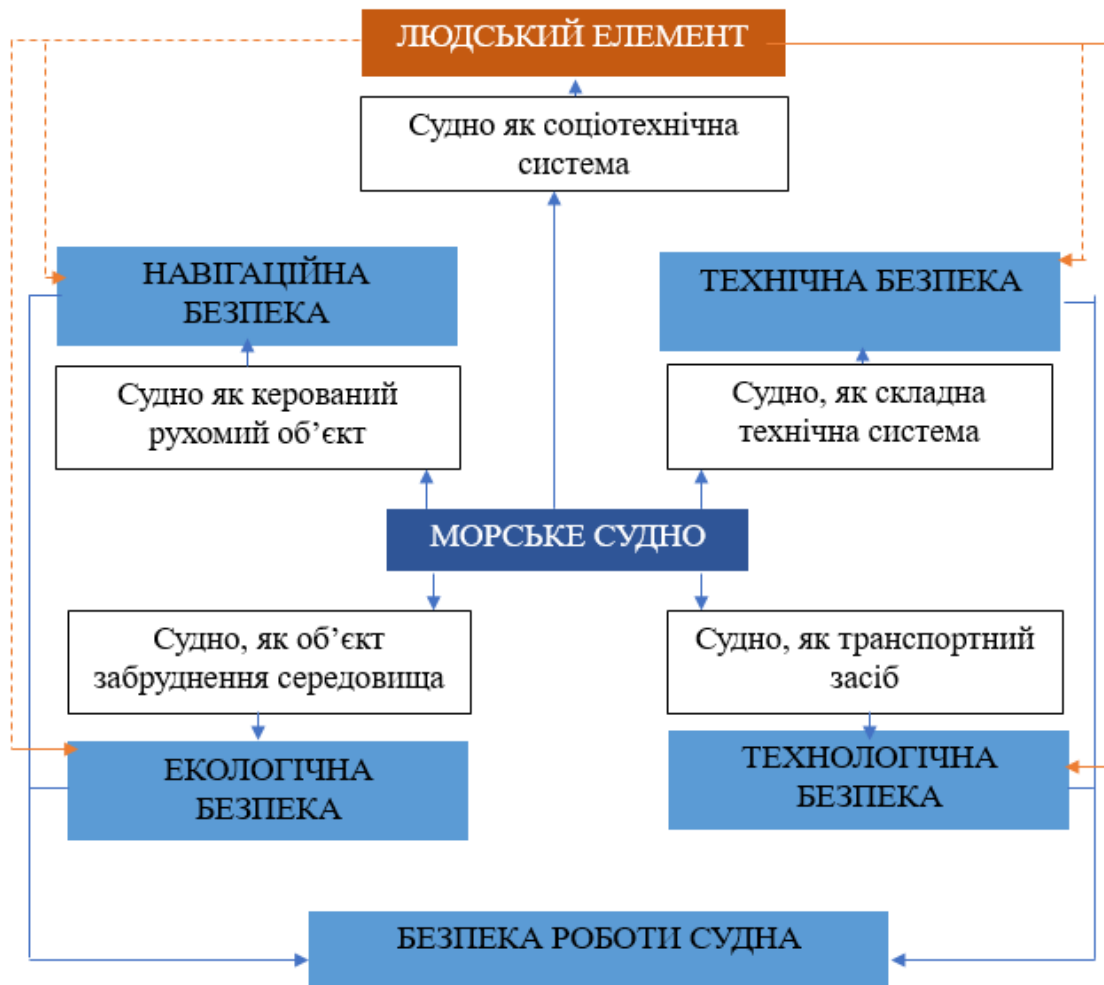 ЛЮДСЬКИЙ ЕЛЕМЕНТ
Судно як соціотехнічна
система
НАВІГАЦІЙНА
БЕЗПЕКА
ТЕХНІЧНА БЕЗПЕКА
Судно як керований
рухомий об’єкт
Судно, як складна
технічна система
МОРСЬКЕ СУДНО
Судно, як об’єкт
забруднення середовища
Судно, як транспортний
засіб
ЕКОЛОГІЧНА
БЕЗПЕКА
ТЕХНОЛОГІЧНА
БЕЗПЕКА
БЕЗПЕКА РОБОТИ СУДНА